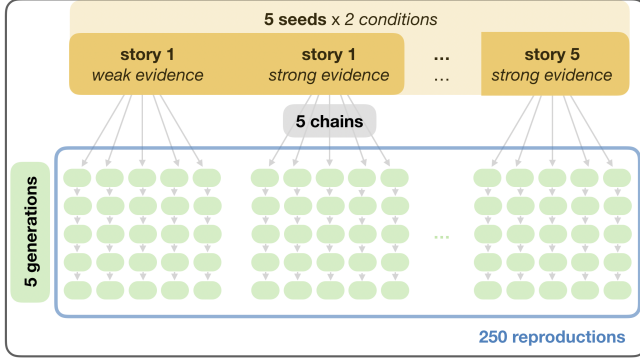 5 seeds x 2 conditions
story 1
weak evidence
story 1
strong evidence
...
...
story 5
strong evidence
5 chains
5 generations
...
250 reproductions